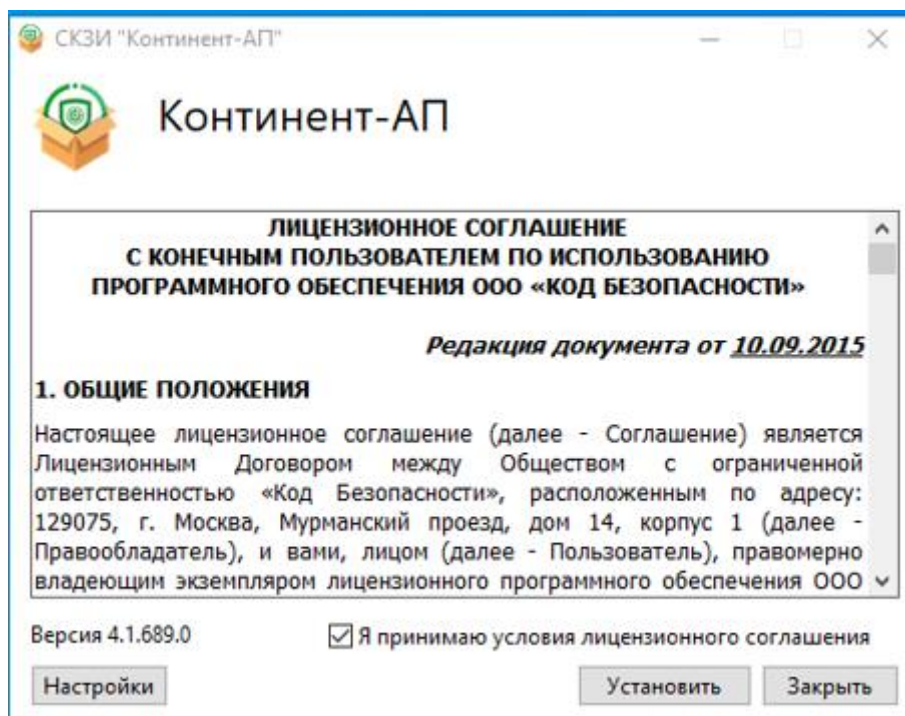 СКЗИ "Континент-АП"
Континент-АП
ЛИЦЕНЗИОННОЕ СОГЛАШЕНИЕ
С КОНЕЧНЫМ ПОЛЬЗОВАТЕЛЕМ ПО ИСПОЛЬЗОВАНИЮ
ПРОГРАММНОГО ОБЕСПЕЧЕНИЯ ООО «КОД БЕЗОПАСНОСТИ»
Редакция документа от 10.09.2015
1. ОБЩИЕ ПОЛОЖЕНИЯ
Настоящее лицензионное соглашение (далее - Соглашение) является
Лицензионным Договором между Обществом с ограниченной
ответственностью «Код Безопасности», расположенным по адресу:
129075, г. Москва, Мурманский проезд, дом 14, корпус 1 (далее -
Правообладатель), и вами, лицом (далее - Пользователь), правомерно
владеющим экземпляром лицензионного программного обеспечения ООО
Версия 4.1.689.0
Я принимаю условия лицензионного соглашения
Настройки
Установить
Закрыть